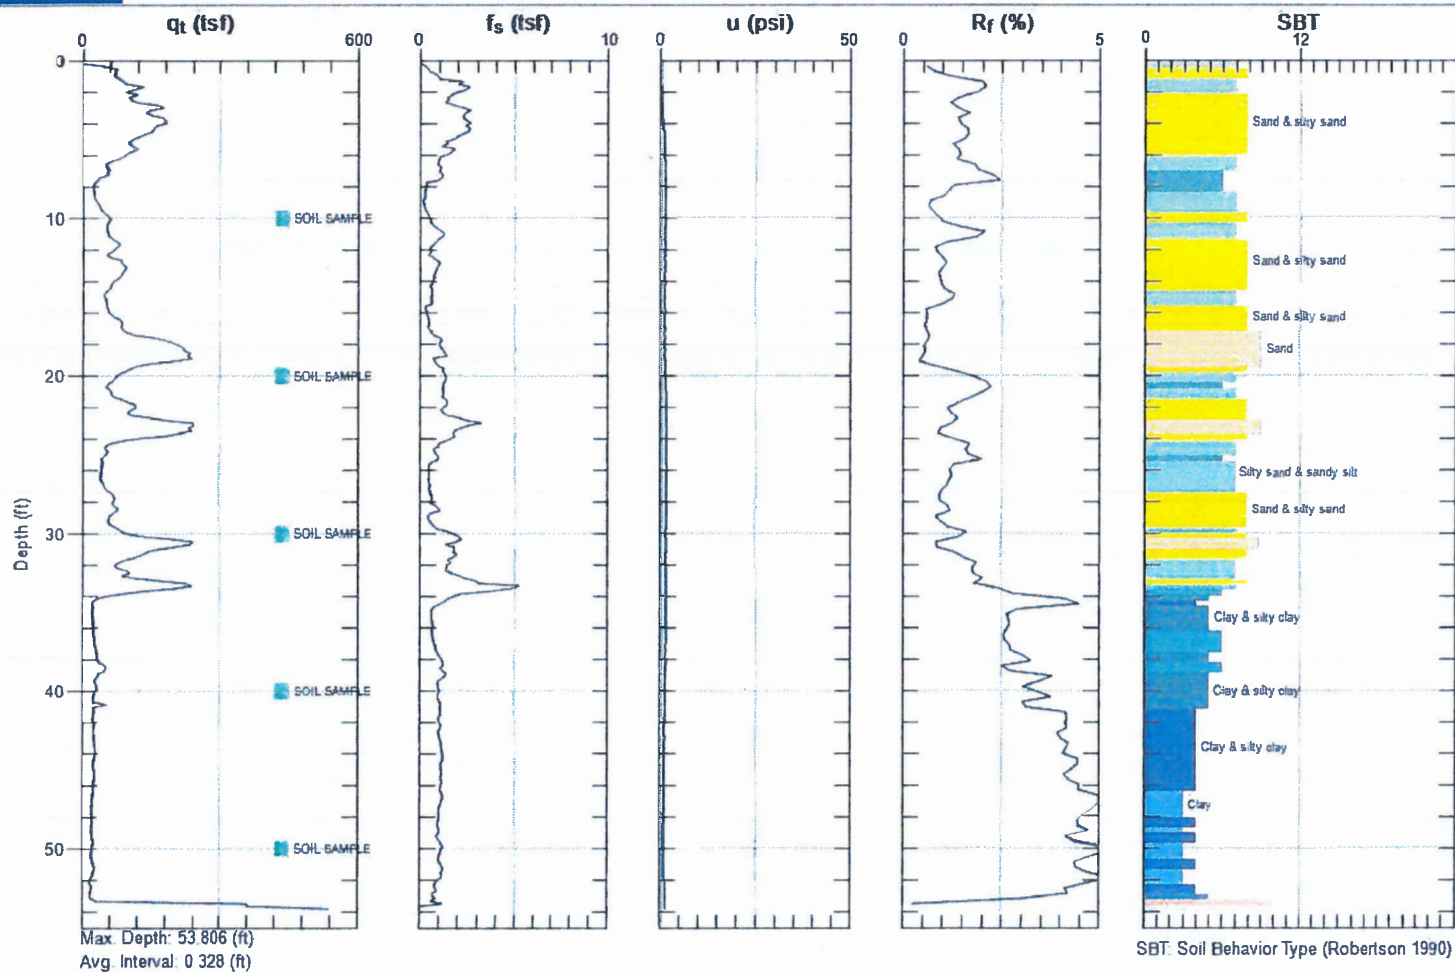 qt (tsf) fs (tsf) u (psi) Rf (%) SBT
0 600 0 10 0 50 0 5 0 12
0
Sand & silty sand
10 SOIL SAMPLE
Sand & silty sand
Sand & silty sand
Sand
20 SOIL SAMPLE
Silty sand & sandy silt
Sand & silty sand
30 SOIL SAMPLE
Depth (ft)
Clay & silty clay
40 SOIL SAMPLE Clay & silty clay
Clay & silty clay
Clay
50 SOIL SAMPLE
Max. Depth: 53.806 (ft)
Avg. Interval: 0.328 (ft)
SBT: Soil Behavior Type (Robertson 1990)